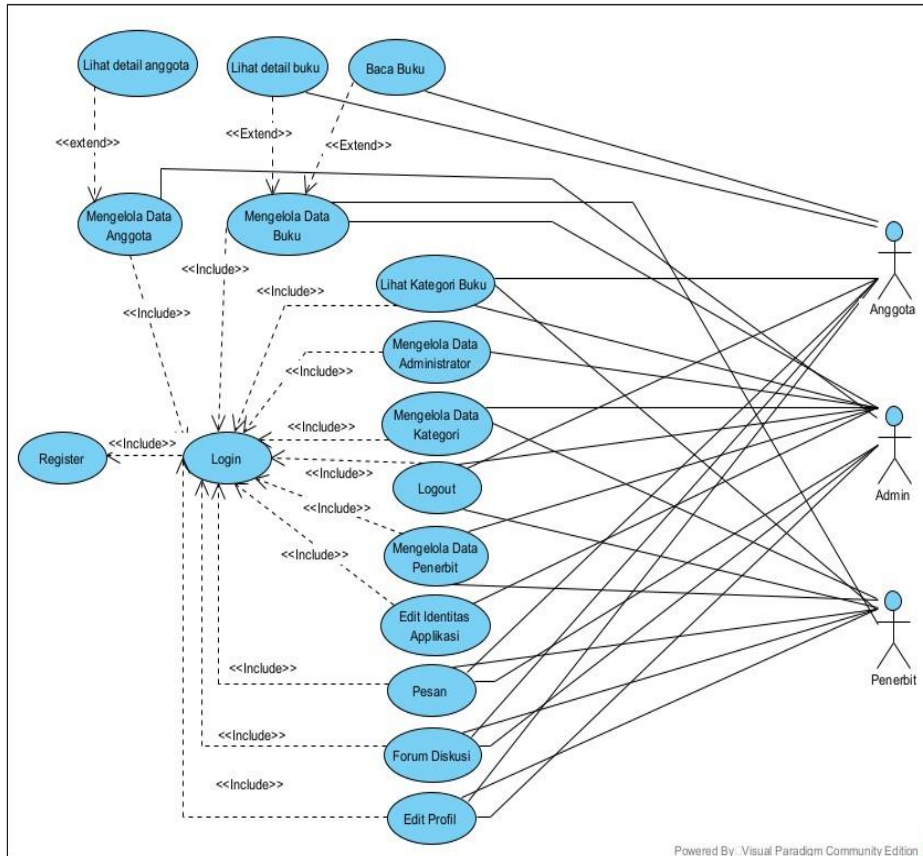 Lihat detail anggota
Lihat detail buku
Baca Buku
<<extend>>
<<Extend>>
<<Extend>>
Mengelola Data
Anggota
Mengelola Data
Buku
<<Include>>
<<Include>>
<<Include>>
Lihat Kategori Buku
Anggota
Mengelola Data
Administrator
<<Include>>
Mengelola Data
Kategori
<<Include>>
Register
<<Include>>
Login
<<Include>>
Logout
Admin
<<Include>>
Mengelola Data
Penerbit
<<Include>>
Edit Identitas
Applikasi
<<Include>>
Pesan
Penerbit
<<Include>>
Forum Diskusi
<<Include>>
Edit Profil
Powered By: Visual Paradigm Community Edition